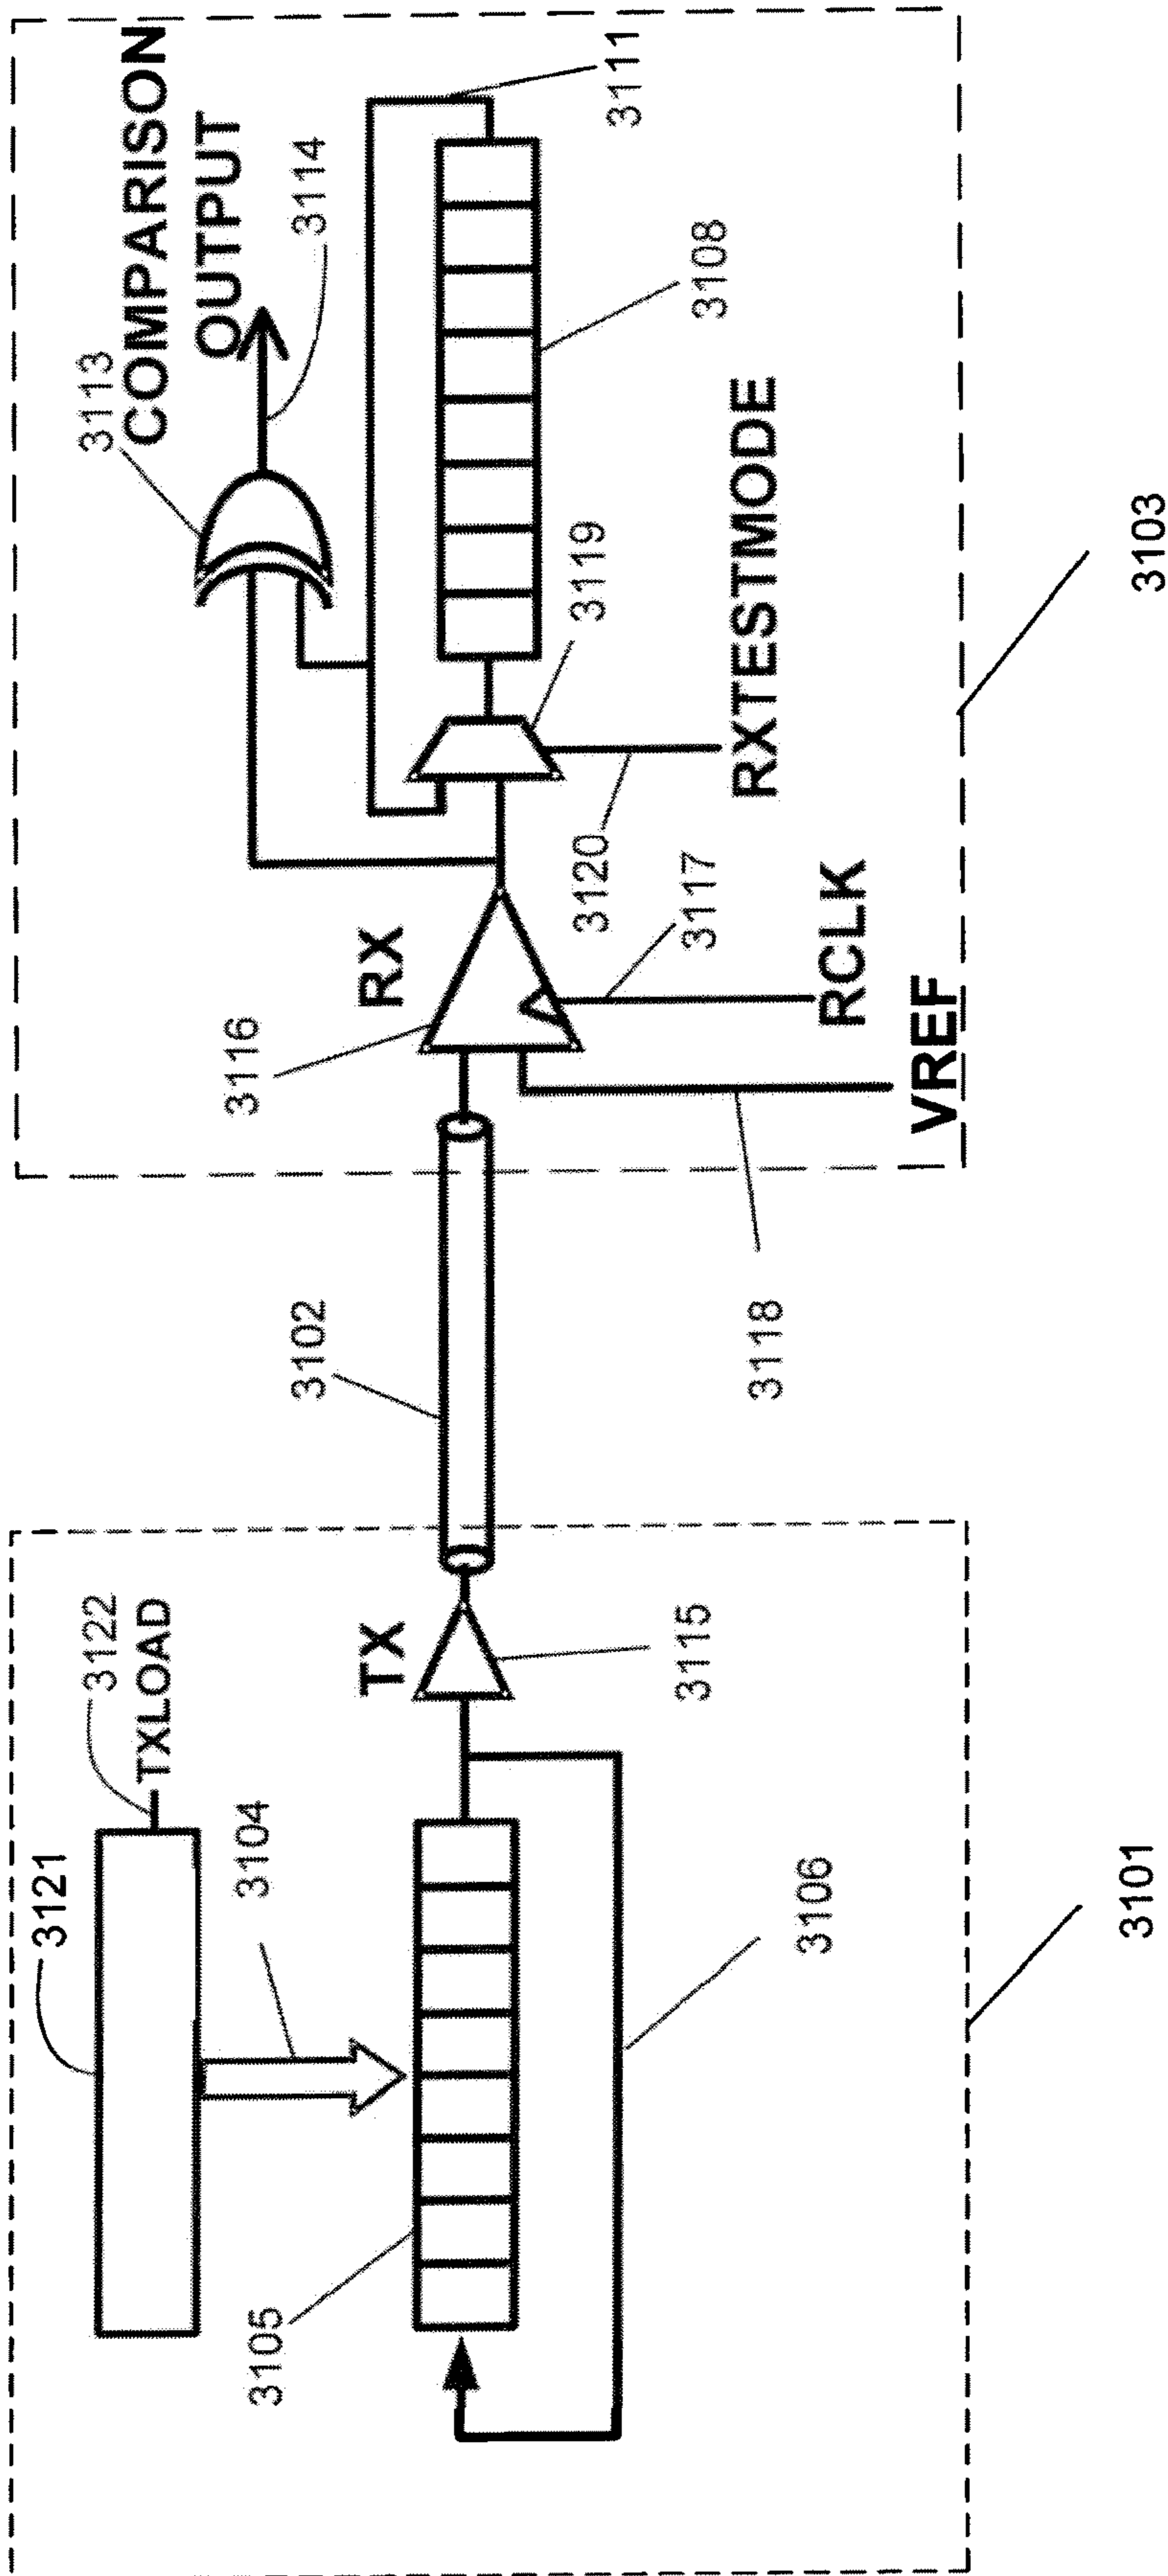 3121
3122
TXLOAD
3104
3105
3106
TX
3115
3101
3102
3116
RX
3118
VREF
3117
RCLK
3120
RXTESTMODE
3119
3113
COMPARISON
OUTPUT
3114
3108
3111
3103